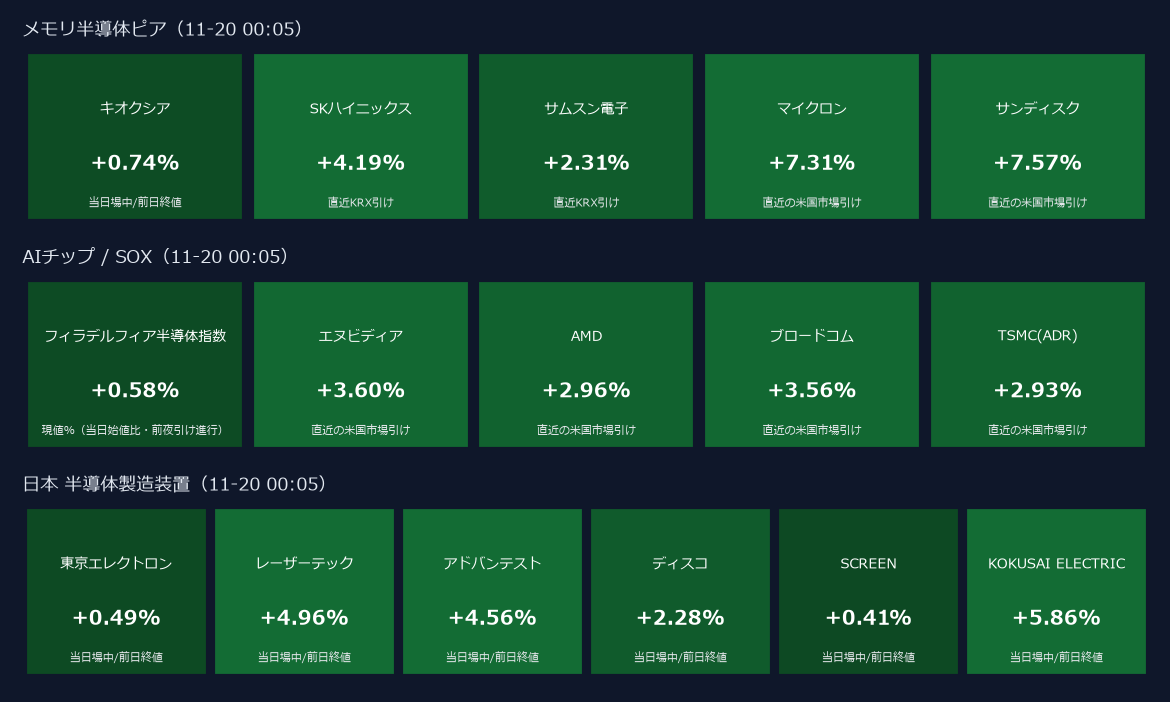 メモリ半導体ピア（11-20 00:05）
キオクシア
+0.74%
当日場中/前日終値
SKハイニックス
+4.19%
直近KRX引け
サムスン電子
+2.31%
直近KRX引け
マイクロン
+7.31%
直近の米国市場引け
サンディスク
+7.57%
直近の米国市場引け
AIチップ / SOX（11-20 00:05）
フィラデルフィア半導体指数
+0.58%
現値%（当日始値比・前夜引け進行）
エヌビディア
+3.60%
直近の米国市場引け
AMD
+2.96%
直近の米国市場引け
ブロードコム
+3.56%
直近の米国市場引け
TSMC(ADR)
+2.93%
直近の米国市場引け
日本 半導体製造装置（11-20 00:05）
東京エレクトロン
+0.49%
当日場中/前日終値
レーザーテック
+4.96%
当日場中/前日終値
アドバンテスト
+4.56%
当日場中/前日終値
ディスコ
+2.28%
当日場中/前日終値
SCREEN
+0.41%
当日場中/前日終値
KOKUSAI ELECTRIC
+5.86%
当日場中/前日終値